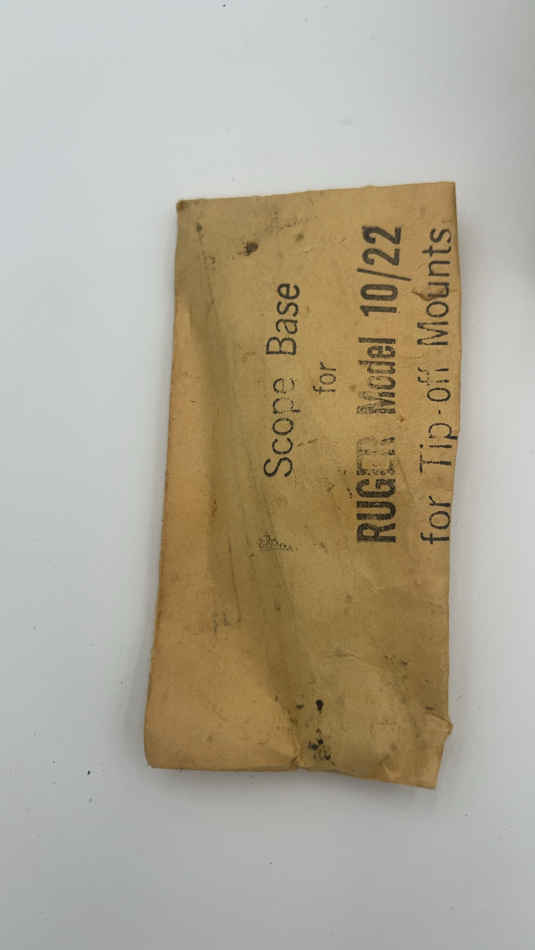 Scope Base
for
RUGER Model 10/22
for Tip-off Mounts